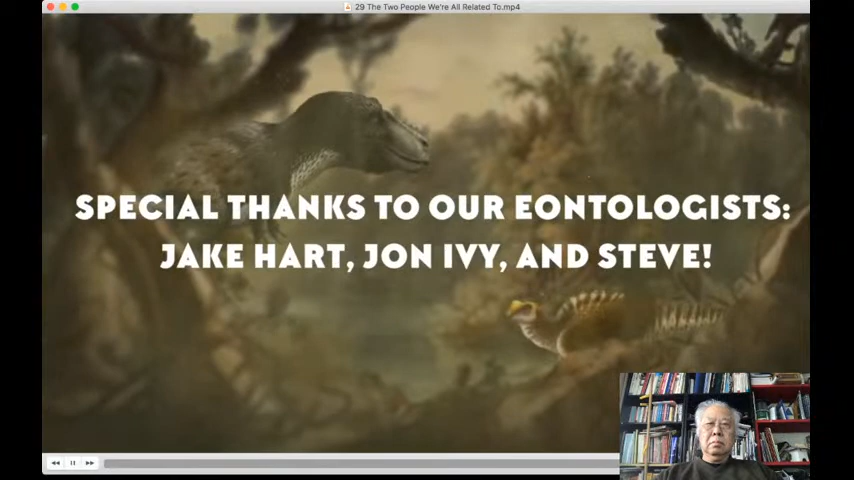 29 The Two People We're All Related To.mp4
SPECIAL THANKS TO OUR EONTOLOGISTS:
JAKE HART, JON IVY, AND STEVE!